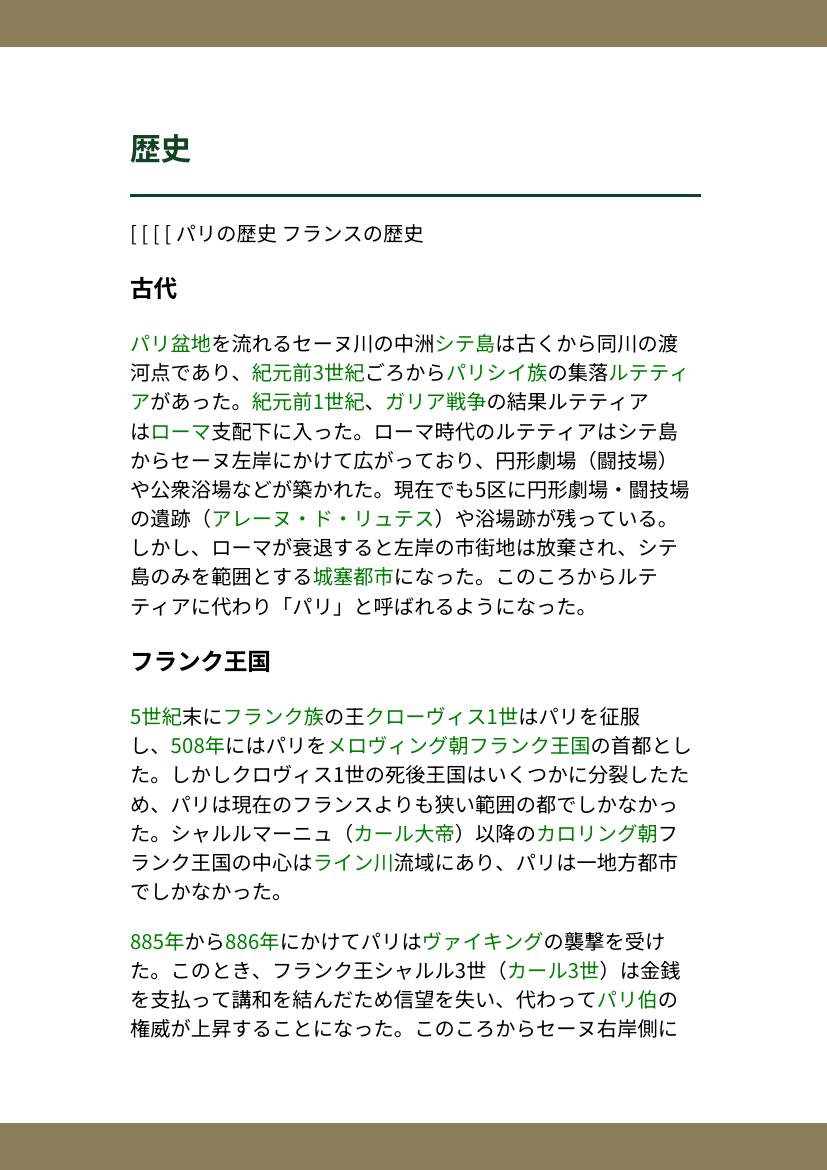 歴史
[ [ [ [ パリの歴史 フランスの歴史
古代
パリ盆地を流れるセーヌ川の中洲シテ島は古くから同川の渡
河点であり、紀元前3世紀ごろからパリシイ族の集落ルテティ
アがあった。紀元前1世紀、ガリア戦争の結果ルテティア
はローマ支配下に入った。ローマ時代のルテティアはシテ島
からセーヌ左岸にかけて広がっており、円形劇場（闘技場）
や公衆浴場などが築かれた。現在でも5区に円形劇場・闘技場
の遺跡（アレーヌ・ド・リュテス）や浴場跡が残っている。
しかし、ローマが衰退すると左岸の市街地は放棄され、シテ
島のみを範囲とする城塞都市になった。このころからルテ
ティアに代わり「パリ」と呼ばれるようになった。
フランク王国
5世紀末にフランク族の王クローヴィス1世はパリを征服
し、508年にはパリをメロヴィング朝フランク王国の首都とし
た。しかしクロヴィス1世の死後王国はいくつかに分裂したた
め、パリは現在のフランスよりも狭い範囲の都でしかなかっ
た。シャルルマーニュ（カール大帝）以降のカロリング朝フ
ランク王国の中心はライン川流域にあり、パリは一地方都市
でしかなかった。
885年から886年にかけてパリはヴァイキングの襲撃を受け
た。このとき、フランク王シャルル3世（カール3世）は金銭
を支払って講和を結んだため信望を失い、代わってパリ伯の
権威が上昇することになった。このころからセーヌ右岸側に